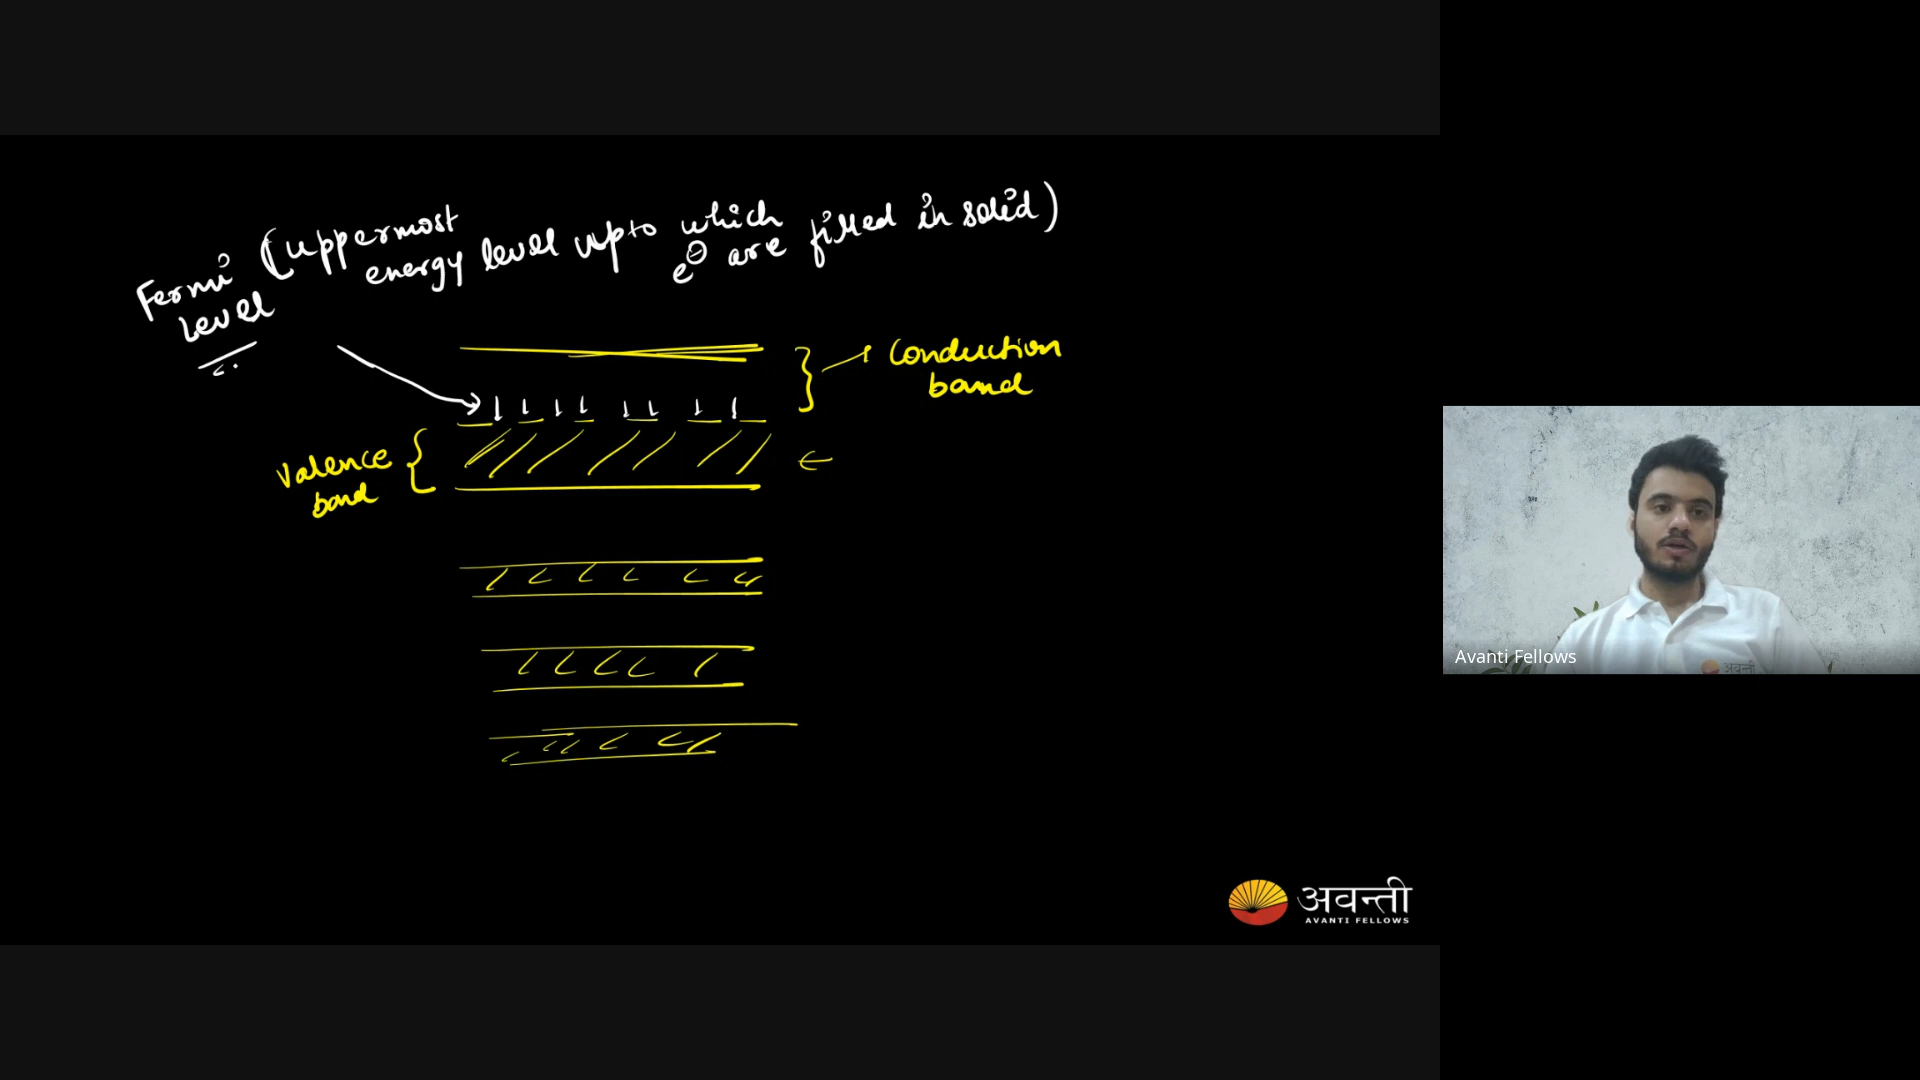 Fermi level (uppermost energy level upto which e⊖ are filled in solid)
Conduction
band
Valence
band
Avanti Fellows
अवन्ती
अवन्ती
AVANTI FELLOWS